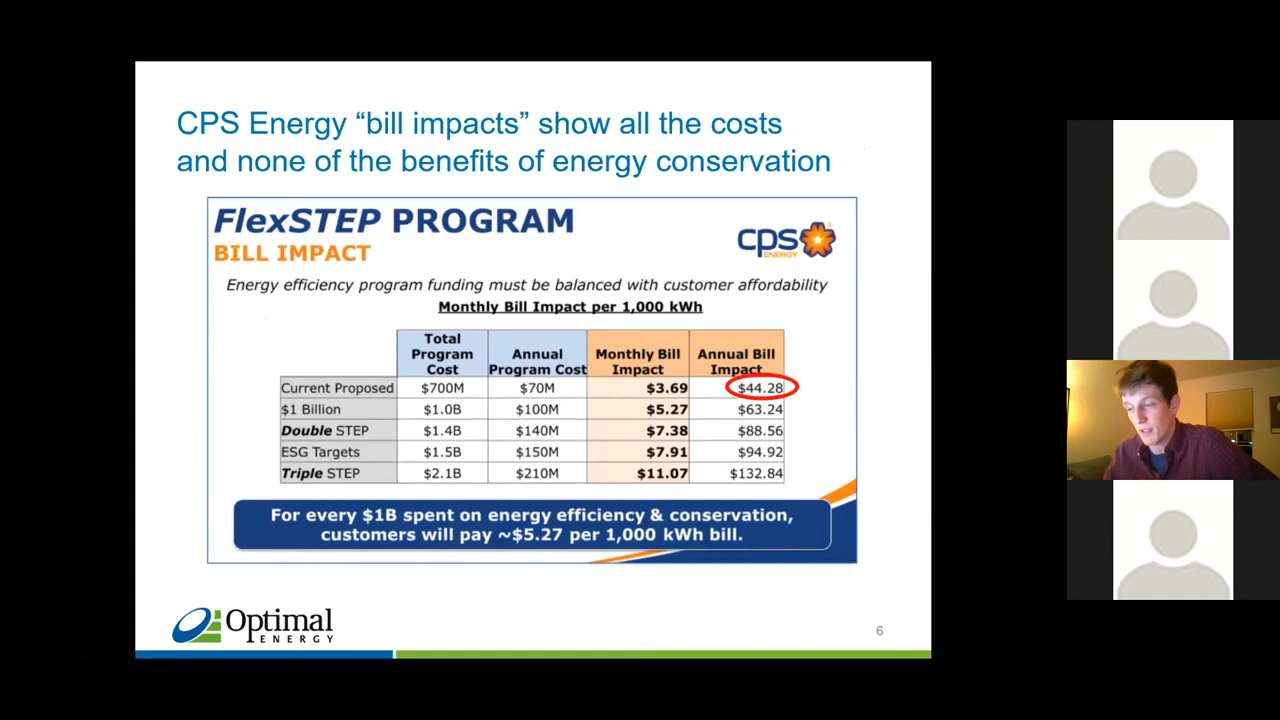 CPS Energy “bill impacts” show all the costs
and none of the benefits of energy conservation
FlexSTEP PROGRAM
BILL IMPACT
cps
ENERGY
Energy efficiency program funding must be balanced with customer affordability
Monthly Bill Impact per 1,000 kWh
Total Program Cost Annual Program Cost Monthly Bill Impact Annual Bill Impact
Current Proposed $700M $70M $3.69 $44.28
$1 Billion $1.0B $100M $5.27 $63.24
Double STEP $1.4B $140M $7.38 $88.56
ESG Targets $1.5B $150M $7.91 $94.92
Triple STEP $2.1B $210M $11.07 $132.84
For every $1B spent on energy efficiency & conservation,
customers will pay ~$5.27 per 1,000 kWh bill.
Optimal
ENERGY
6